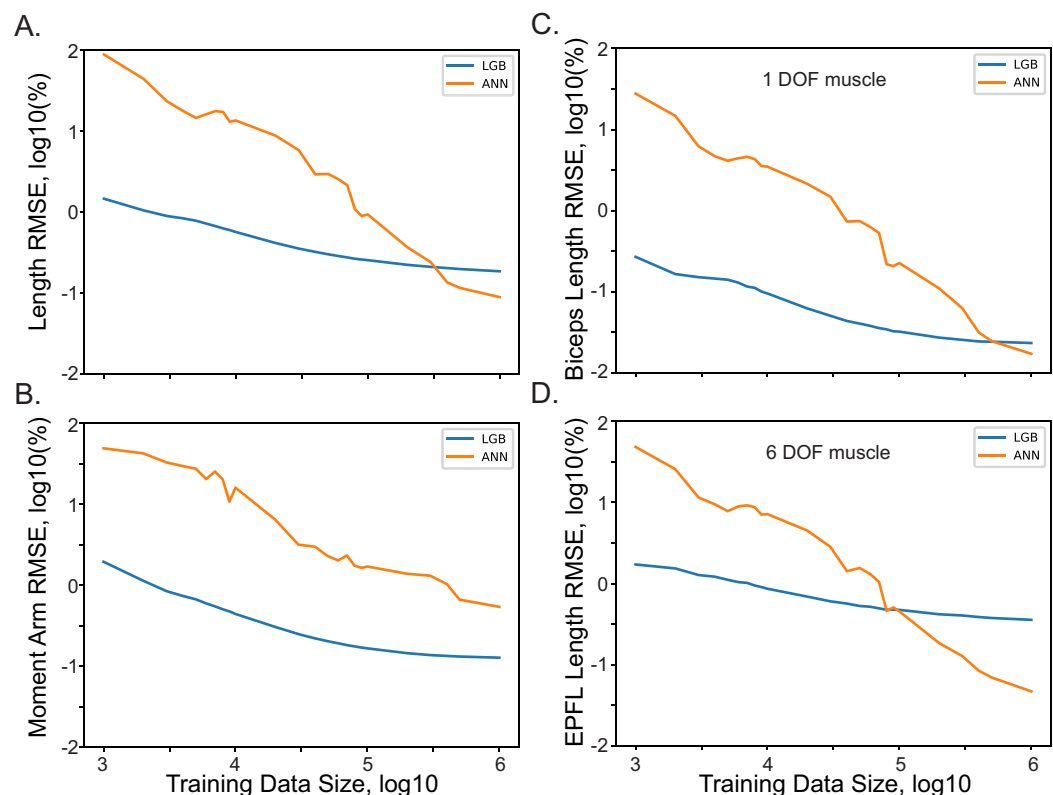 A.
2
1
0
-1
-2
Length RMSE, log10(%)
LGB
ANN
B.
2
1
0
-1
-2
Moment Arm RMSE, log10(%)
LGB
ANN
3
4
5
6
Training Data Size, log10
C.
2
1
0
-1
-2
Biceps Length RMSE, log10(%)
1 DOF muscle
LGB
ANN
D.
2
1
0
-1
-2
EPFL Length RMSE, log10(%)
6 DOF muscle
LGB
ANN
3
4
5
6
Training Data Size, log10